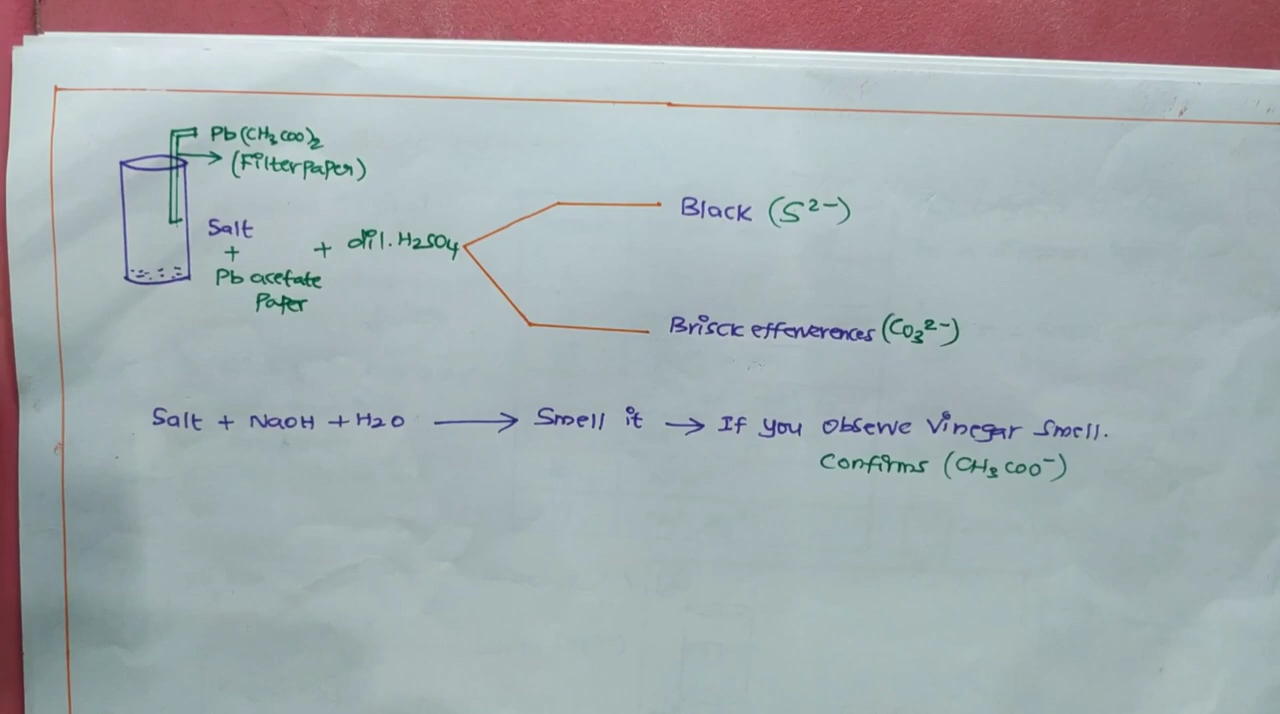 Pb(CH3COO)2
(Filterpaper)
Salt
+
Pb acetate
Paper
+ dil.H2SO4
Black (S2-)
Brisck efferverences (CO32-)
Salt + NaOH + H2O → Smell it → If you observe Vinegar Smell.
Confirms (CH3COO-)